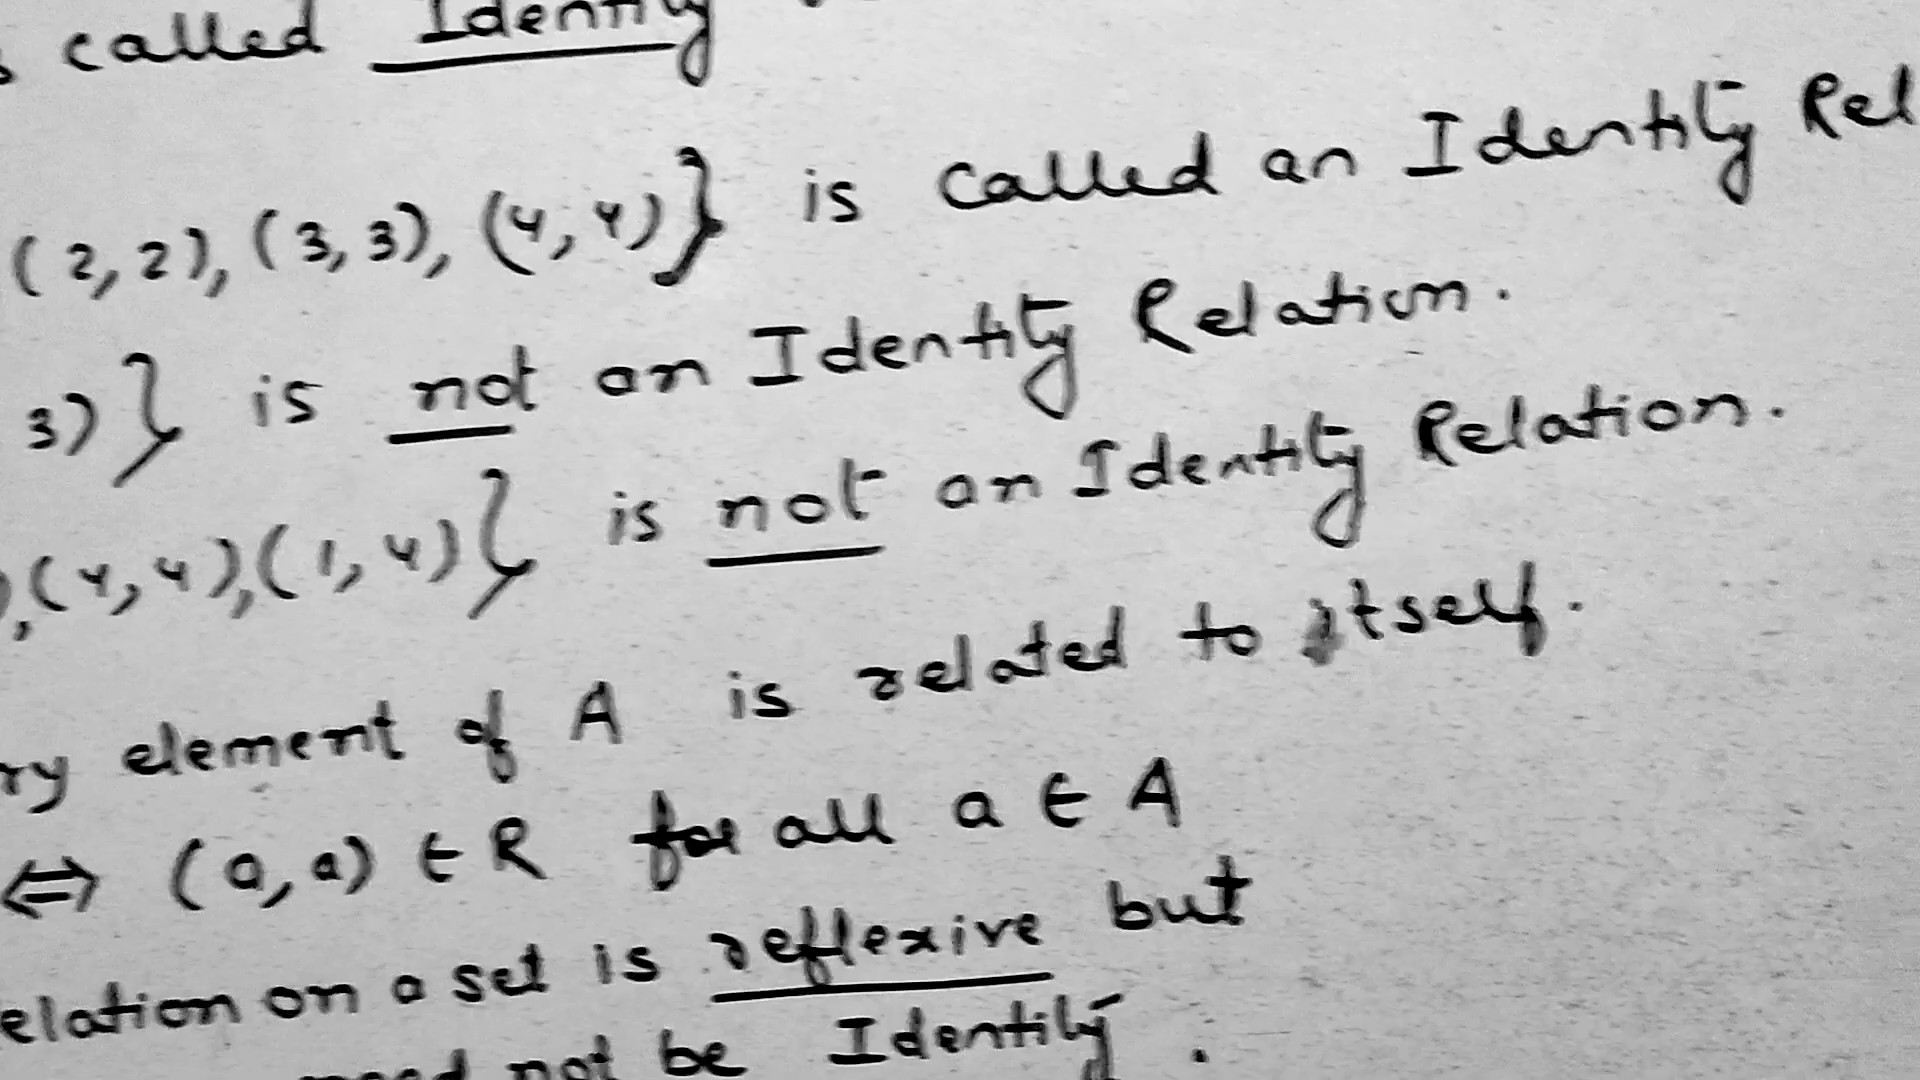 called Identity
(2,2), (3,3), (4,4)} is called an Identity Rel
3)} is not an Identity Relation.
,(4,4),(1,4)} is not an Identity Relation.
ry element of A is related to itself.
⇔ (a,a) ∈ R for all a ∈ A
elation on a set is reflexive but
need not be Identity.